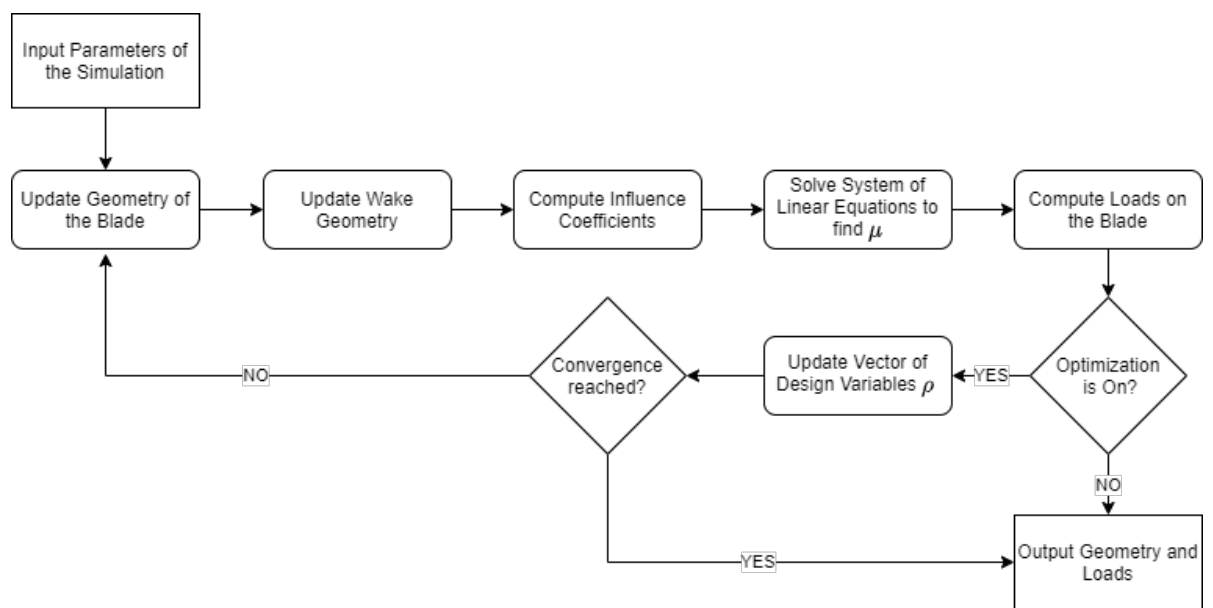 Input Parameters of
the Simulation
Update Geometry of
the Blade
Update Wake
Geometry
Compute Influence
Coefficients
Solve System of
Linear Equations to
find μ
Compute Loads on
the Blade
Optimization
is On?
YES
Update Vector of
Design Variables ρ
Convergence
reached?
NO
NO
YES
Output Geometry and
Loads